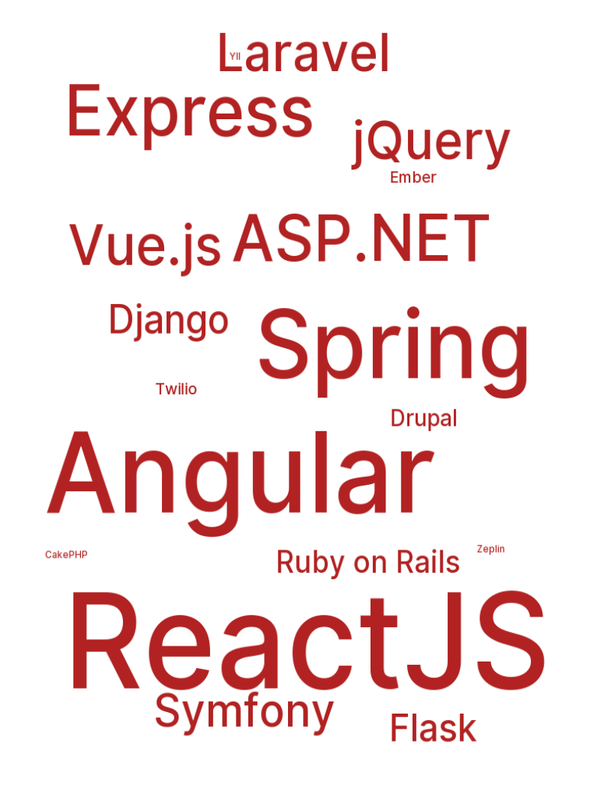 Laravel
YII
Express
jQuery
Ember
Vue.js ASP.NET
Django
Spring
Twilio
Drupal
Angular
CakePHP
Zeplin
Ruby on Rails
ReactJS
Symfony
Flask